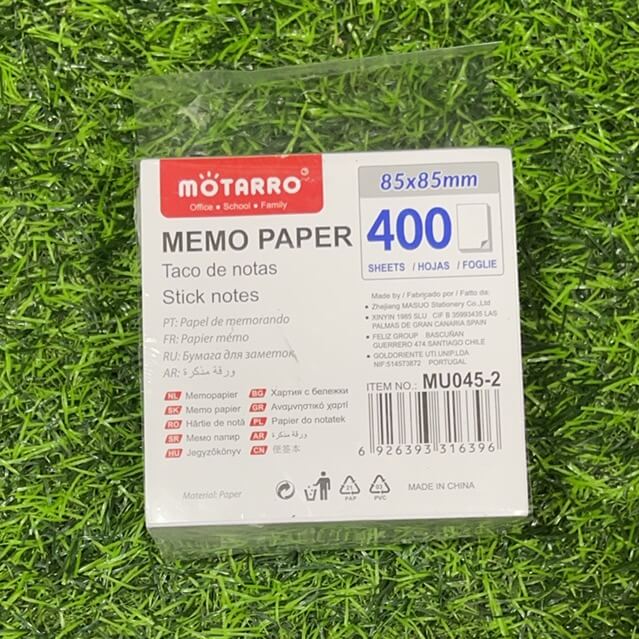 MOTARRO
Office • School • Family
85x85mm
400
SHEETS / HOJAS / FOGLIE
MEMO PAPER
Taco de notas
Stick notes
PT: Papel de memorando
FR: Papier mémo
RU: Бумага для заметок
AR: ورقة مذكرة
NL Memopapier
SK Memo papier
RO Hârtie de notă
SR Мемо папир
HU Jegyzőkönyv
BG Хартия с бележки
GR Αναμνηστικό χαρτί
PL Papier do notatek
AR ورقة مذكرة
CN 便签本
Made by / Fabricado por / Fatto da:
• Zhejiang MASUO Stationery Co.,Ltd
• XINYIN 1985 SLU CIF B 35993435 LAS
PALMAS DE GRAN CANARIA SPAIN
• FELIZ GROUP BASCUÑAN
GUERRERO 474 SANTIAGO CHILE
• GOLDORIENTE UTI.UNIP.LDA
NIF:514573872 PORTUGAL
ITEM NO.: MU045-2
6 926393 316396
Material: Paper
21
PAP
03
PVC
MADE IN CHINA